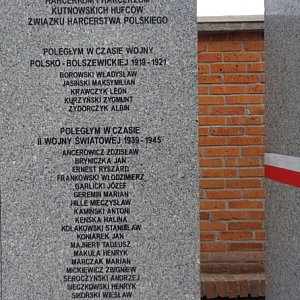 HARCERKOM I HARCERZOM
KUTNOWSKICH HUFCÓW
ZWIĄZKU HARCERSTWA POLSKIEGO
POLEGŁYM W CZASIE WOJNY
POLSKO - BOLSZEWICKIEJ 1919 - 1921
BOROWSKI WŁADYSŁAW
JASIŃSKI MAKSYMILIAN
KRAWCZYK LEON
KURZYŃSKI ZYGMUNT
ZYDORCZYK ALBIN
POLEGŁYM W CZASIE
II WOJNY ŚWIATOWEJ 1939 - 1945
ANCEROWICZ ZDZISŁAW
BRYNICZKA JAN
ERNEST RYSZARD
FRANKOWSKI WŁODZIMIERZ
GARLICKI JÓZEF
GEREMIN MARIAN
HILLE MIECZYSŁAW
KAMIŃSKI ANTONI
KEŃSKA HALINA
KOŁAKOWSKI STANISŁAW
KONIAREK JAN
MAJNERT TADEUSZ
MAKUŁA HENRYK
MARCZAK MARIAN
MICKIEWICZ ZBIGNIEW
SEROCZYŃSKI ANDRZEJ
SIECZKOWSKI HENRYK
SIKORSKI WIESŁAW